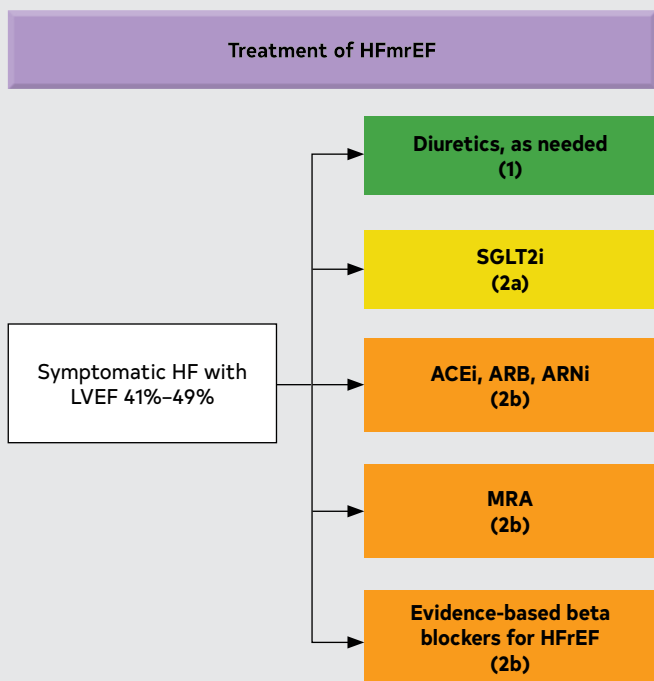 Treatment of HFmrEF
Diuretics, as needed
(1)
SGLT2i
(2a)
Symptomatic HF with
LVEF 41%–49%
ACEi, ARB, ARNi
(2b)
MRA
(2b)
Evidence-based beta
blockers for HFrEF
(2b)